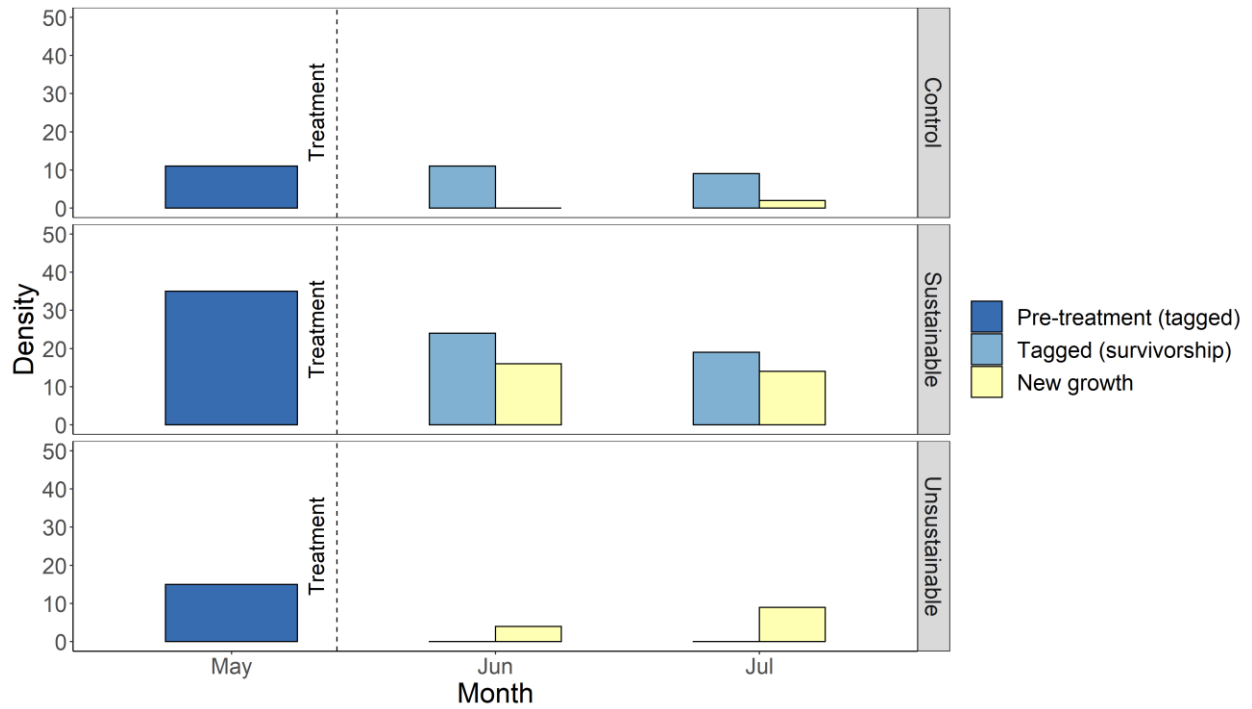 50
40
30
20
10
0
Treatment
Control
50
40
30
20
10
0
Treatment
Sustainable
50
40
30
20
10
0
Treatment
Unsustainable
Density
May Jun Jul
Month
Pre-treatment (tagged)
Tagged (survivorship)
New growth